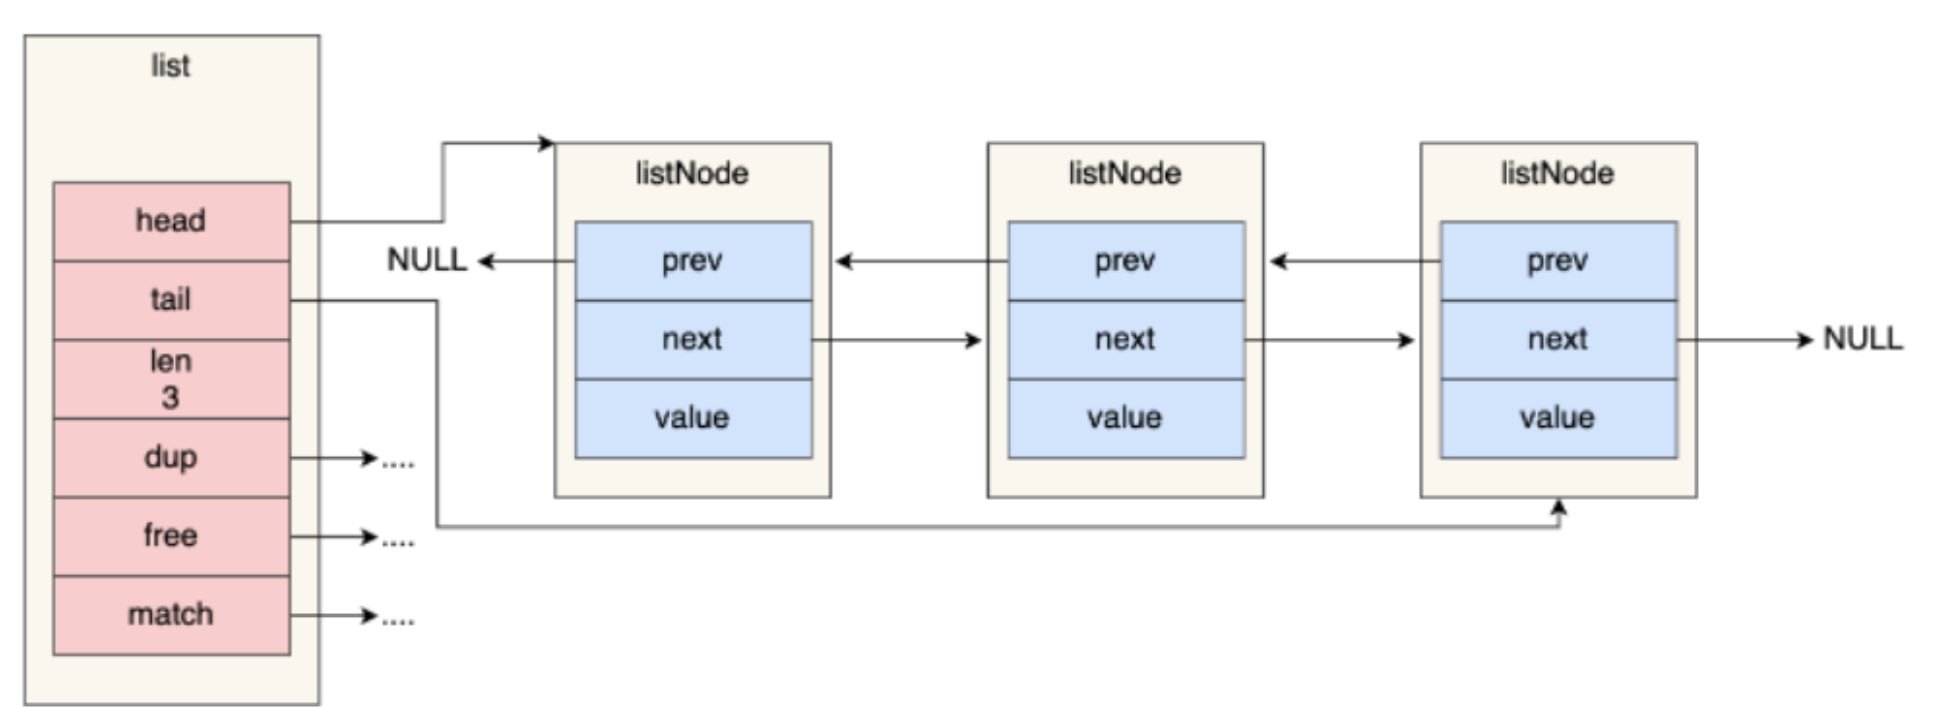 list
head
tail
len
3
dup
....
free
....
match
....
NULL
listNode
prev
next
value
listNode
prev
next
value
listNode
prev
next
value
NULL